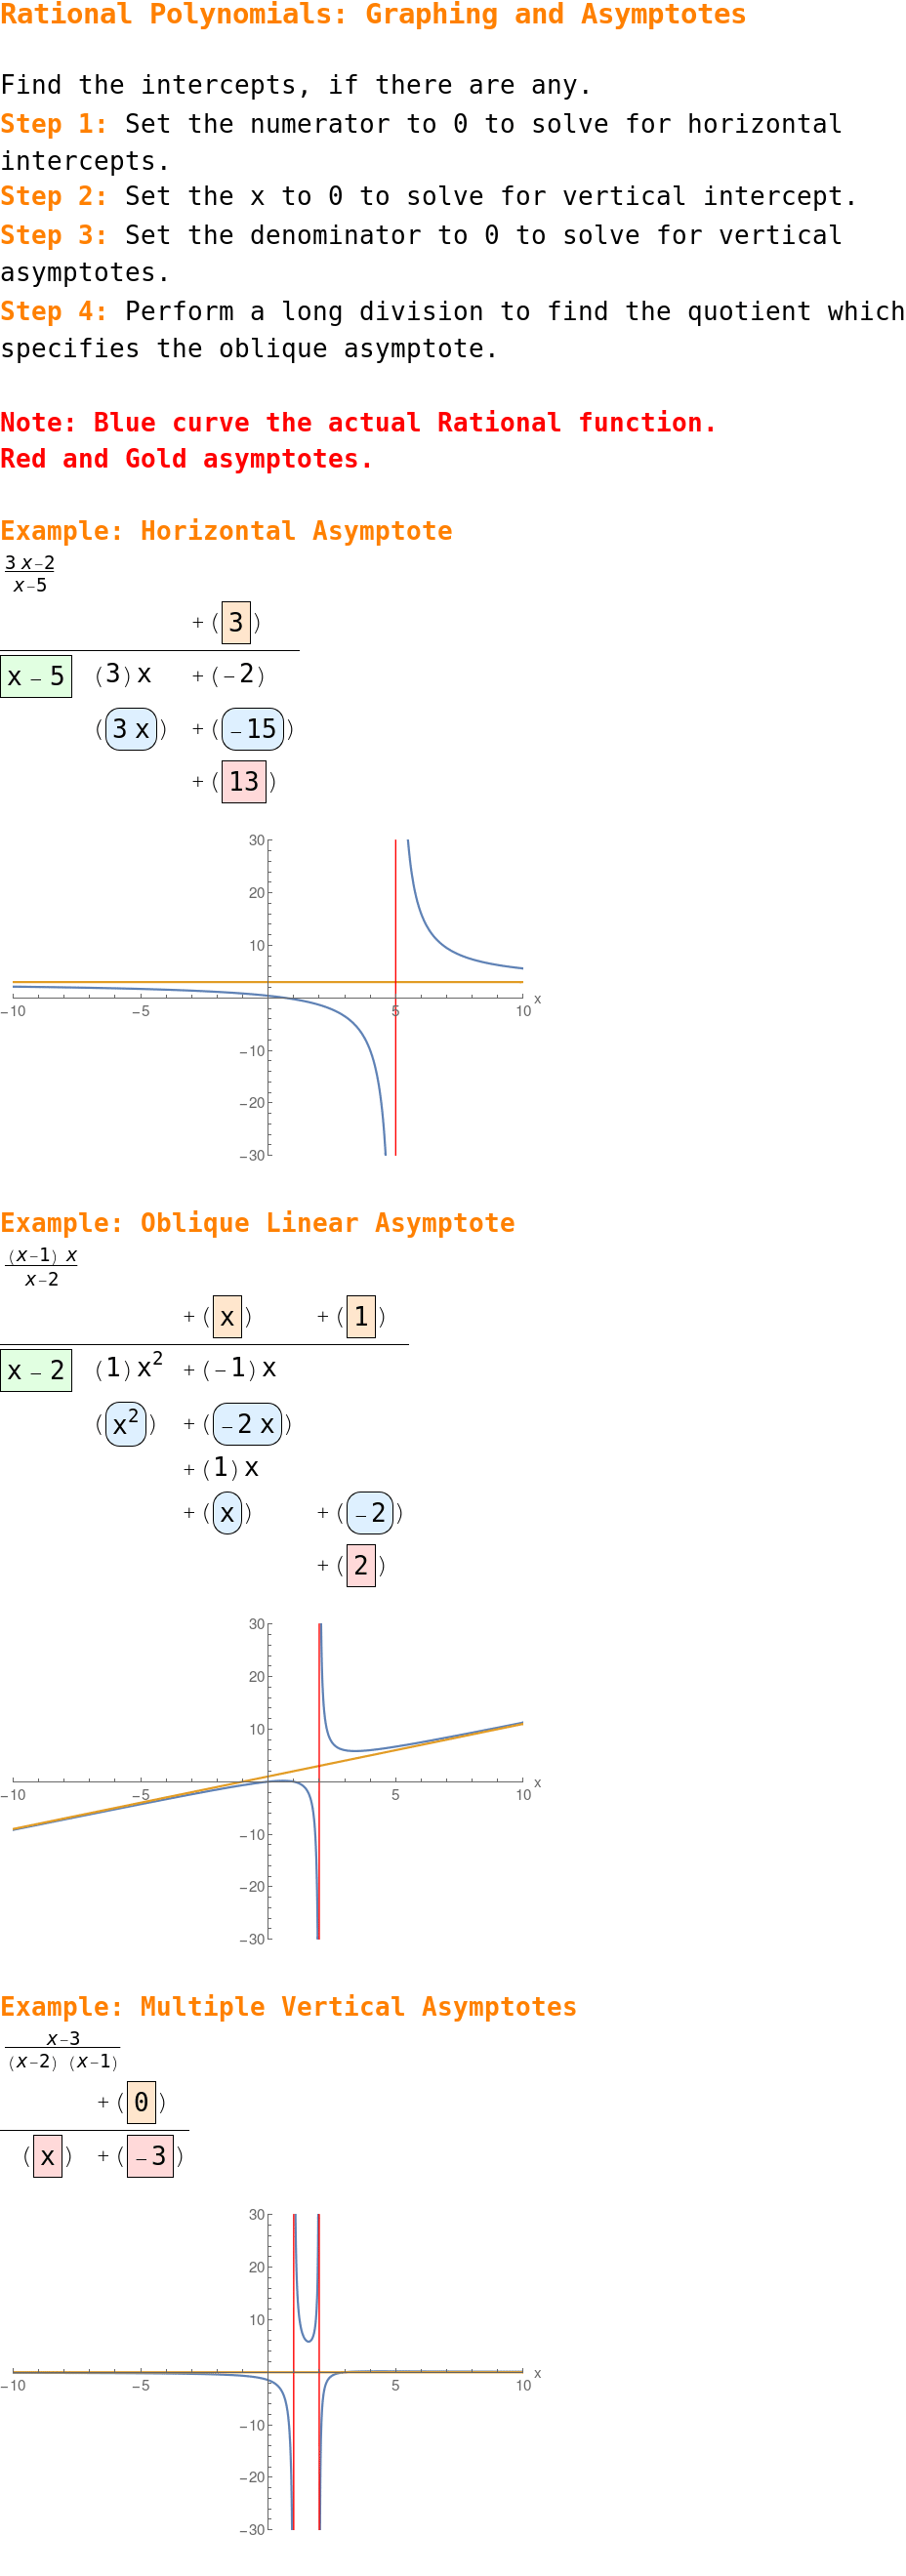 Rational Polynomials: Graphing and Asymptotes
Find the intercepts, if there are any.
Step 1: Set the numerator to 0 to solve for horizontal
intercepts.
Step 2: Set the x to 0 to solve for vertical intercept.
Step 3: Set the denominator to 0 to solve for vertical
asymptotes.
Step 4: Perform a long division to find the quotient which
specifies the oblique asymptote.
Note: Blue curve the actual Rational function.
Red and Gold asymptotes.
Example: Horizontal Asymptote
3 x−2
x−5
+ (3)
x − 5 (3) x + (−2)
(3 x) + (−15)
+ (13)
30
20
10
−10 −5 5 10 x
−10
−20
−30
Example: Oblique Linear Asymptote
(x−1) x
x−2
+ (x) + (1)
x − 2 (1) x² + (−1) x
(x²) + (−2 x)
+ (1) x
+ (x) + (−2)
+ (2)
30
20
10
−10 −5 5 10 x
−10
−20
−30
Example: Multiple Vertical Asymptotes
x−3
(x−2) (x−1)
+ (0)
(x) + (−3)
30
20
10
−10 −5 5 10 x
−10
−20
−30